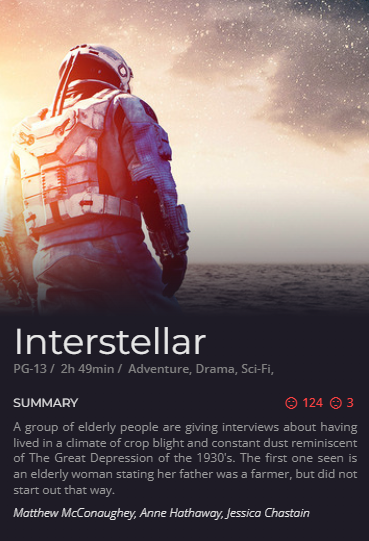 Interstellar
PG-13 / 2h 49min / Adventure, Drama, Sci-Fi,
SUMMARY 124 3
A group of elderly people are giving interviews about having
lived in a climate of crop blight and constant dust reminiscent
of The Great Depression of the 1930's. The first one seen is
an elderly woman stating her father was a farmer, but did not
start out that way.
Matthew McConaughey, Anne Hathaway, Jessica Chastain